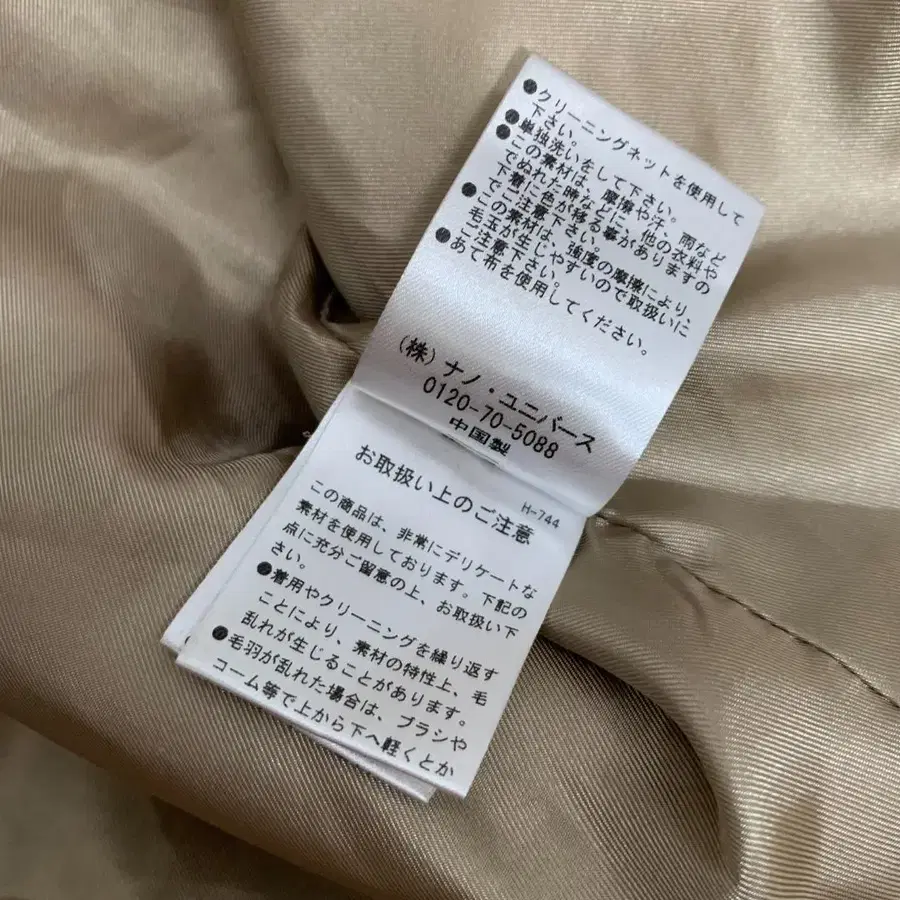 ●クリーニングネットを使用して
下さい。
●単独洗いをして下さい。
●この素材は、摩擦や汗、雨など
でぬれた時などに、他の衣料や
下着に色が移る事がありますの
でご注意下さい。
●この素材は、強度の摩擦により、
毛玉が生じやすいので取扱いに
ご注意下さい。
●あて布を使用してください。
(株)ナノ・ユニバース
0120-70-5088
中国製
H-744
お取扱い上のご注意
この商品は、非常にデリケートな
素材を使用しております。下記の
点に充分ご留意の上、お取扱い下
さい。
●着用やクリーニングを繰り返す
ことにより、素材の特性上、毛
乱れが生じることがあります。
●毛羽が乱れた場合は、ブラシや
コーム等で上から下へ軽くとか